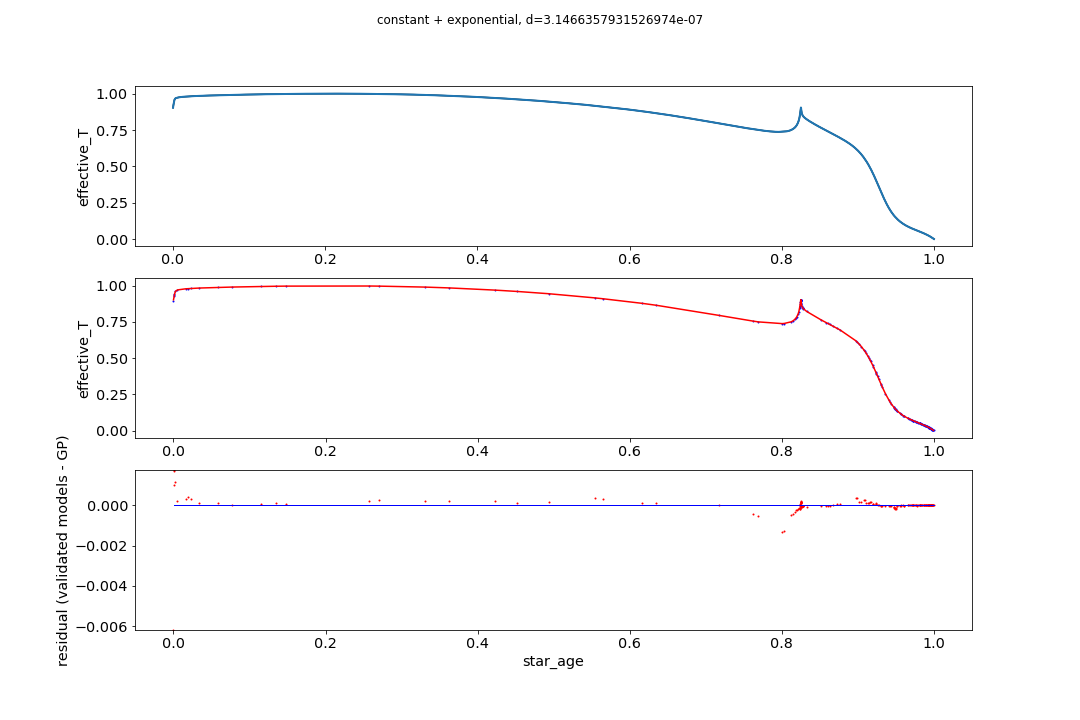 constant + exponential, d=3.1466357931526974e-07
effective_T
1.00
0.75
0.50
0.25
0.00
0.0 0.2 0.4 0.6 0.8 1.0
effective_T
1.00
0.75
0.50
0.25
0.00
0.0 0.2 0.4 0.6 0.8 1.0
residual (validated models - GP)
0.000
−0.002
−0.004
−0.006
0.0 0.2 0.4 0.6 0.8 1.0
star_age